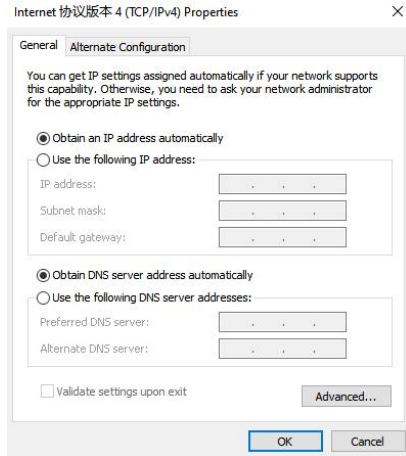 Internet 协议版本 4 (TCP/IPv4) Properties
General
Alternate Configuration
You can get IP settings assigned automatically if your network supports
this capability. Otherwise, you need to ask your network administrator
for the appropriate IP settings.
Obtain an IP address automatically
Use the following IP address:
IP address:
Subnet mask:
Default gateway:
Obtain DNS server address automatically
Use the following DNS server addresses:
Preferred DNS server:
Alternate DNS server:
Validate settings upon exit
Advanced...
OK
Cancel